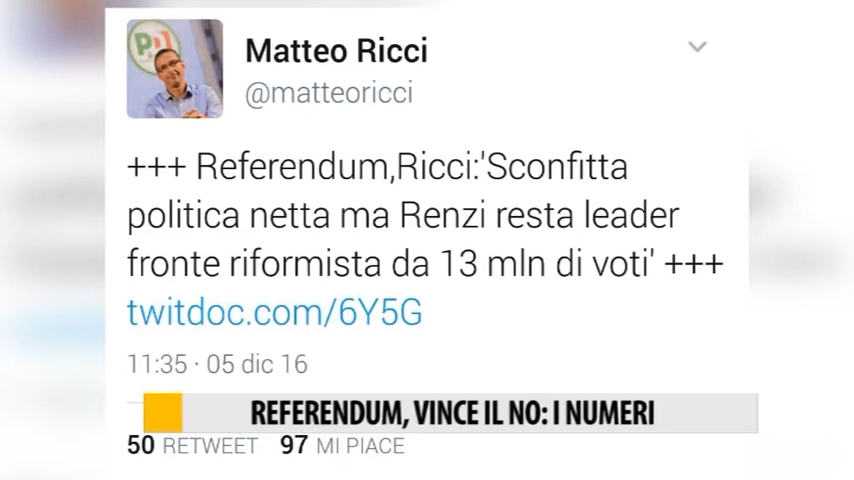 PD
Matteo Ricci
@matteoricci
+++ Referendum,Ricci:'Sconfitta
politica netta ma Renzi resta leader
fronte riformista da 13 mln di voti' +++
twitdoc.com/6Y5G
11:35 · 05 dic 16
REFERENDUM, VINCE IL NO: I NUMERI
50 RETWEET 97 MI PIACE